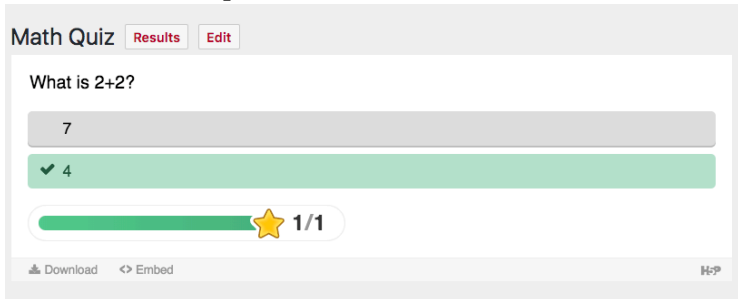 Math Quiz Results Edit
What is 2+2?
7
4
1/1
Download <> Embed H5P